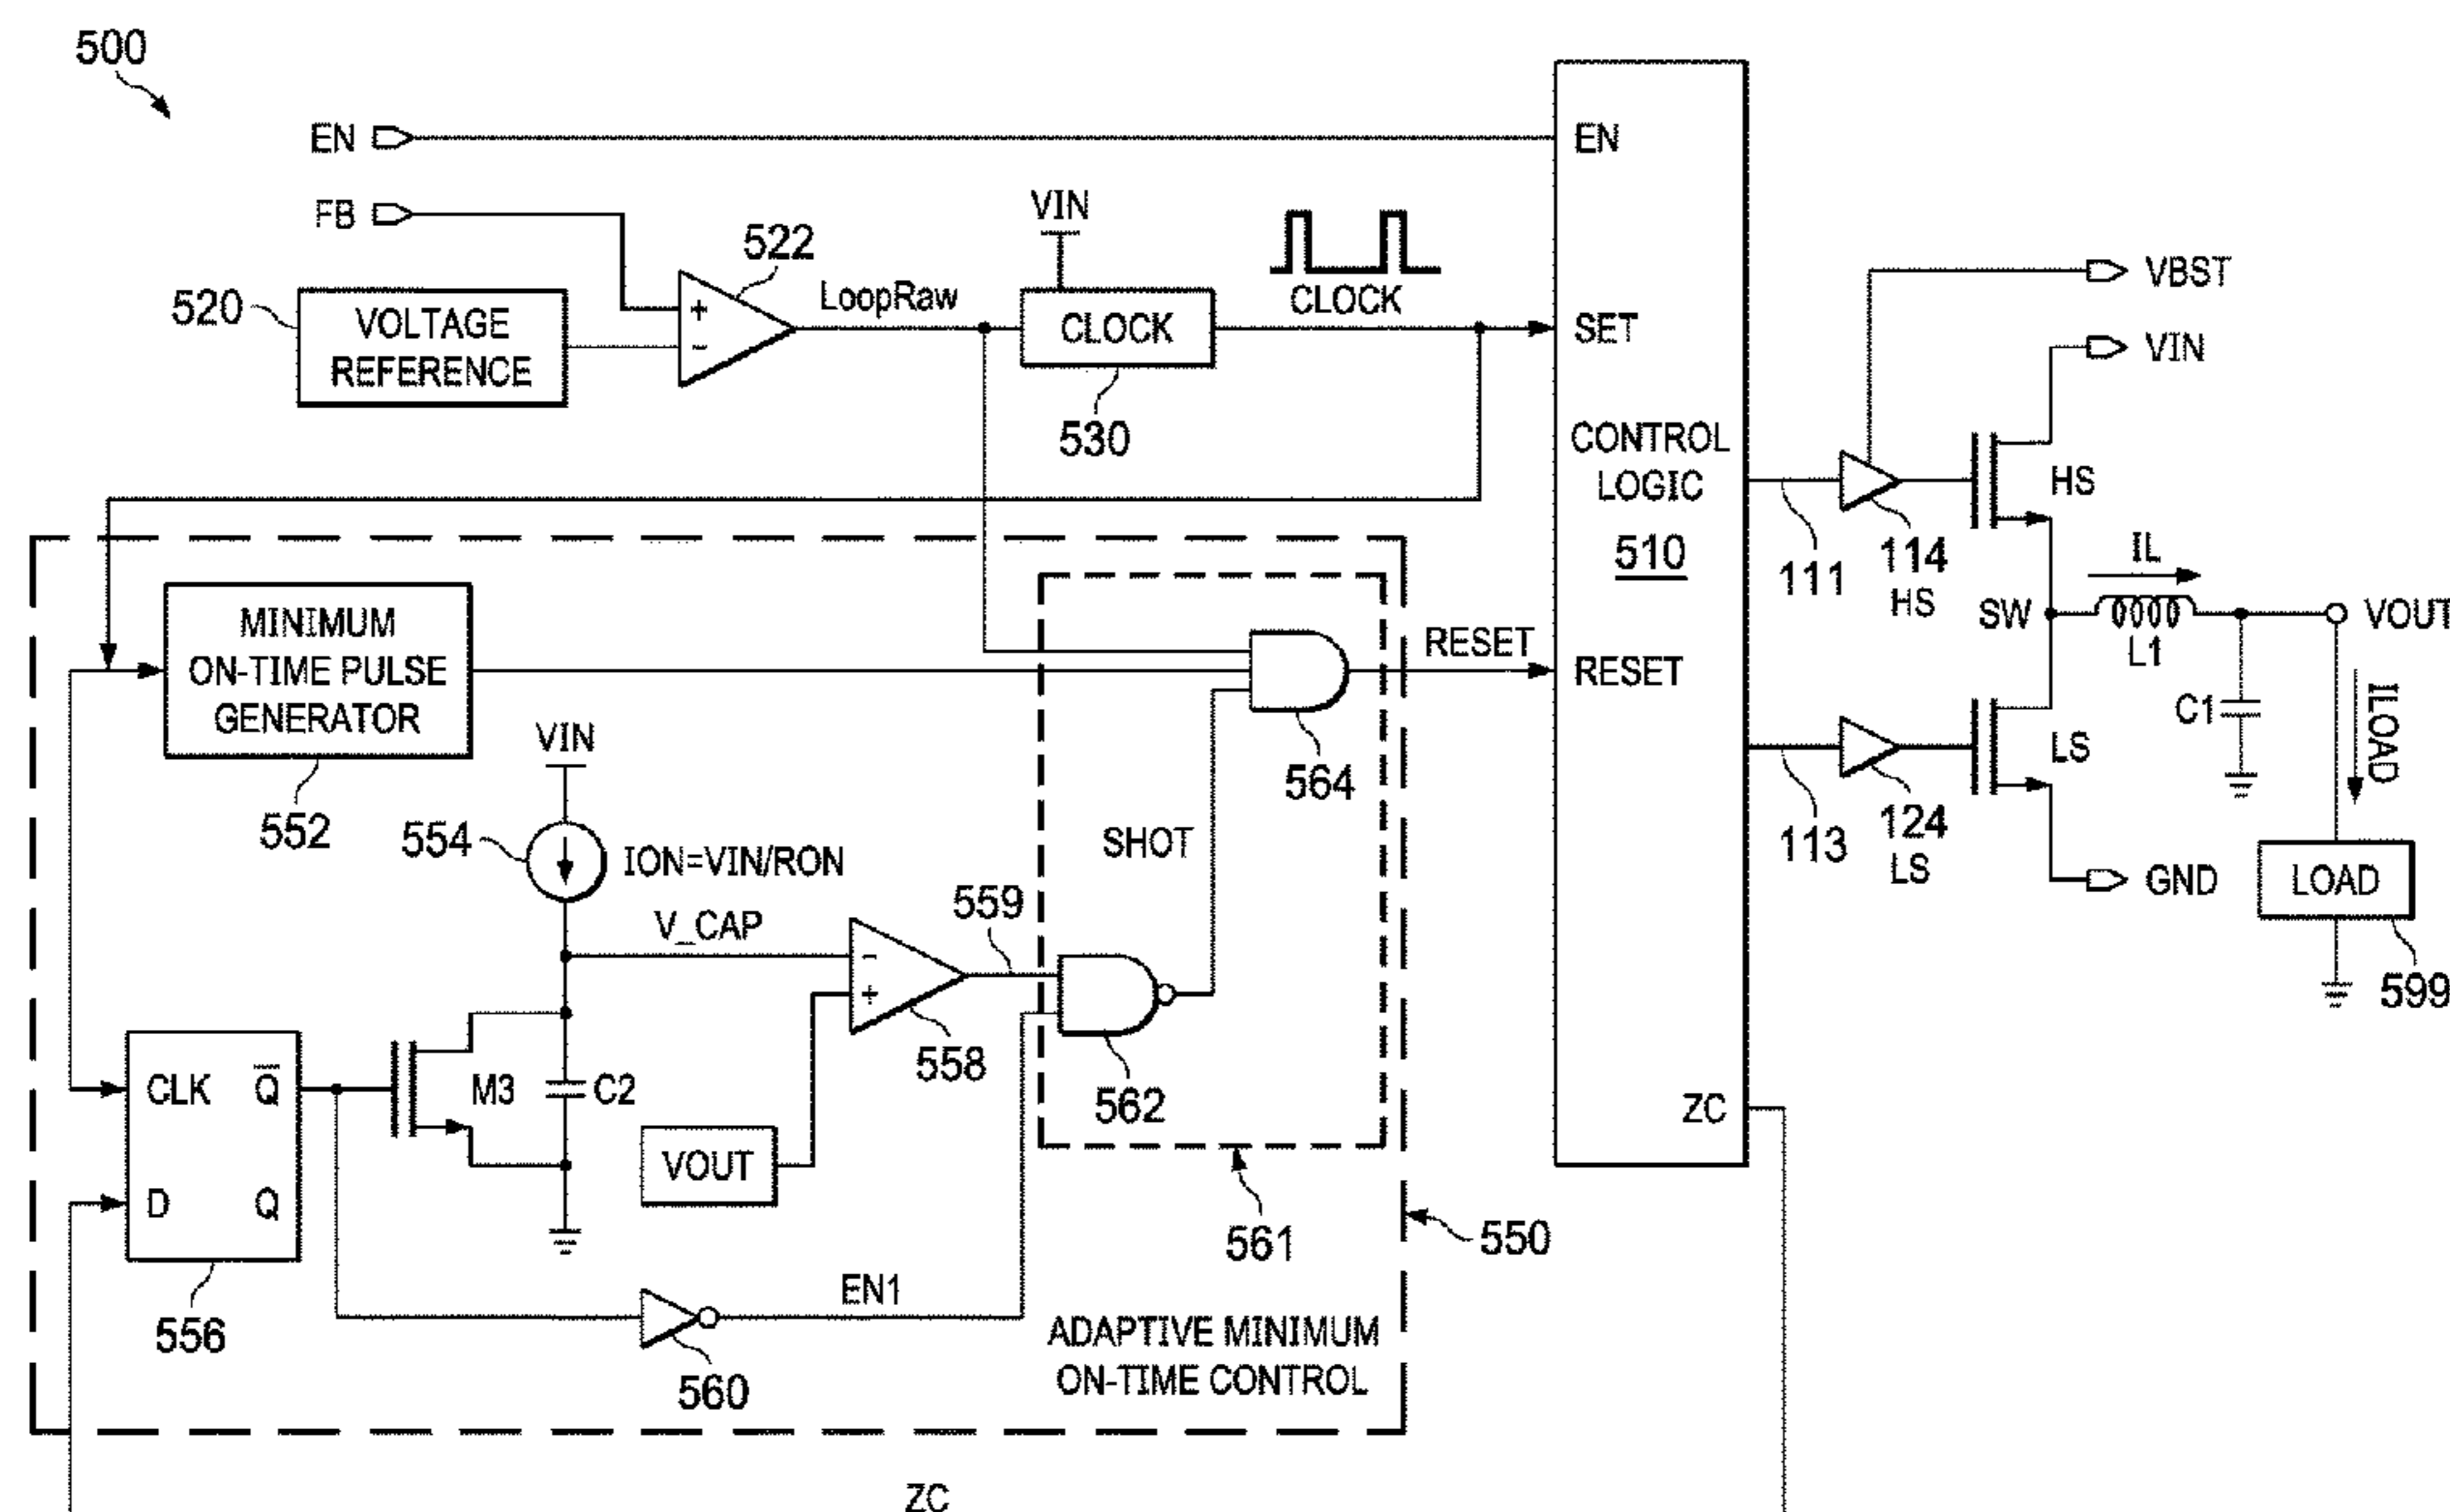 500
EN
EN
FB
VIN
522
LoopRaw
CLOCK
520
VOLTAGE
REFERENCE
+
−
CLOCK
530
SET
VBST
VIN
CONTROL
LOGIC
510
111
114
HS
HS
MINIMUM
ON-TIME PULSE
GENERATOR
552
RESET
RESET
IL
SW
L1
VOUT
C1
ILOAD
564
VIN
554
ION=VIN/RON
SHOT
113
124
LS
LS
GND
LOAD
599
V_CAP
−
+
559
558
562
CLK
Q̅
D
Q
556
M3
C2
VOUT
ZC
561
550
EN1
560
ADAPTIVE MINIMUM
ON-TIME CONTROL
ZC